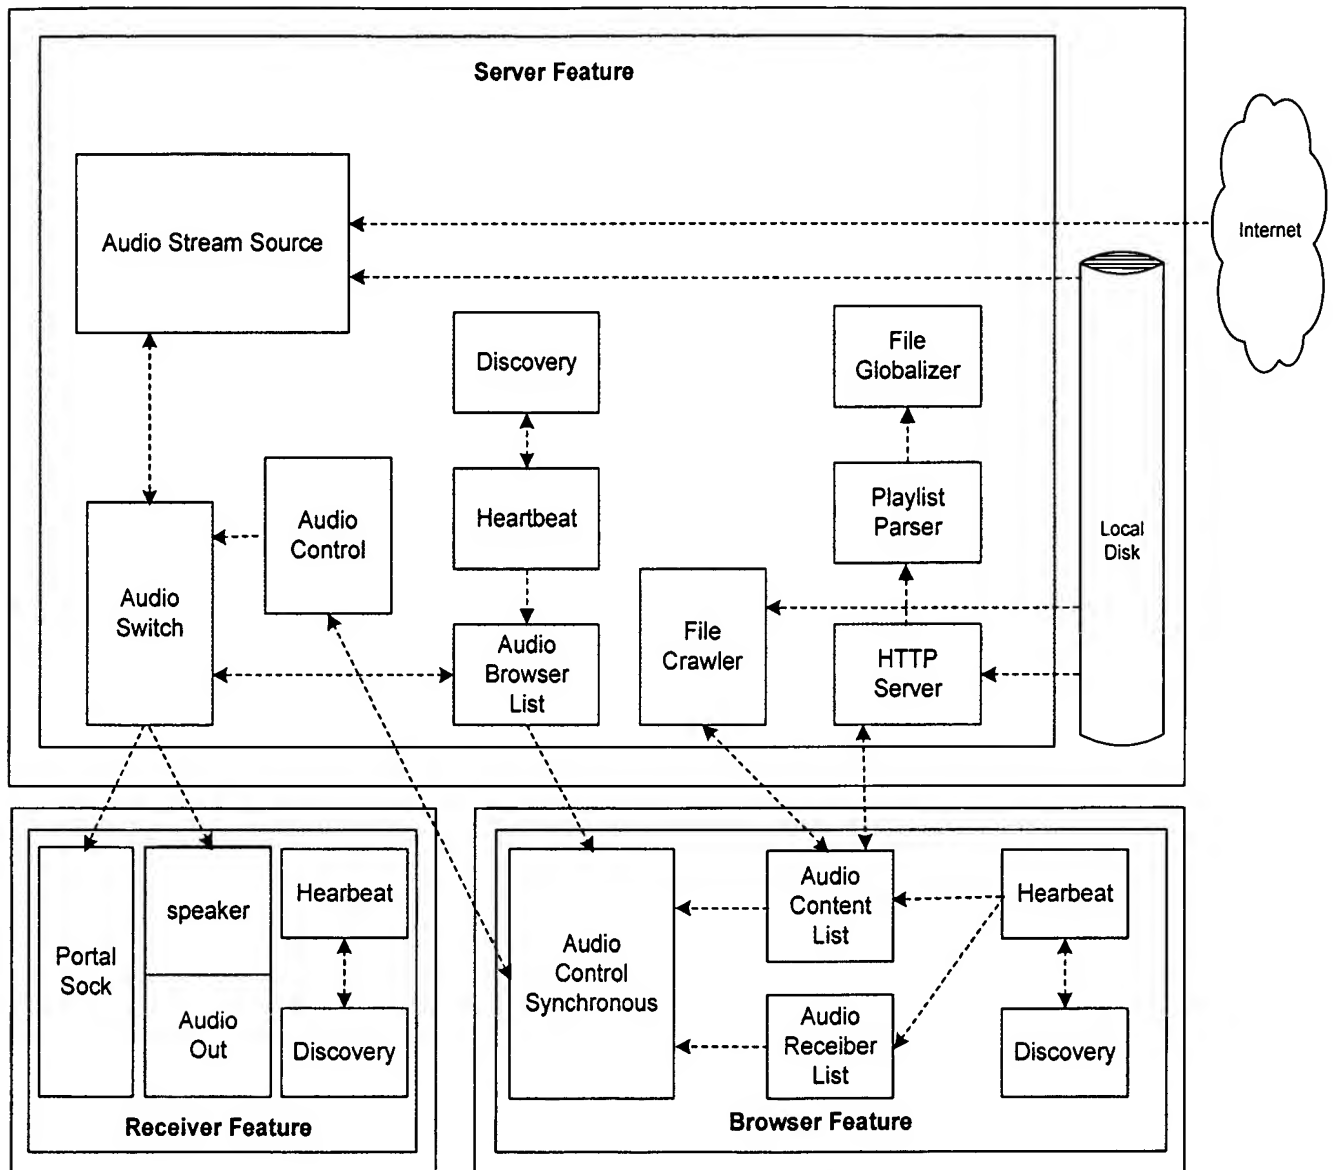 Server Feature
Audio Stream Source
Internet
Discovery
File
Globalizer
Heartbeat
Playlist
Parser
Audio
Control
Local
Disk
Audio
Switch
Audio
Browser
List
File
Crawler
HTTP
Server
Portal
Sock
speaker
Audio
Out
Hearbeat
Discovery
Receiver Feature
Audio
Control
Synchronous
Audio
Content
List
Audio
Receiber
List
Hearbeat
Discovery
Browser Feature